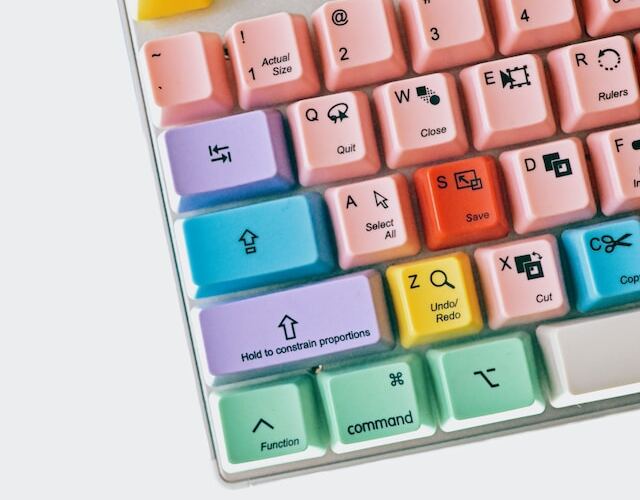 ~
`
!
1 Actual
Size
@
2
3
4
Q
Quit
W
Close
E
R
Rulers
A
Select
All
S
Save
D
F
Hold to constrain proportions
Z
Undo/
Redo
X
Cut
C
^
Function
⌘
command
⌥